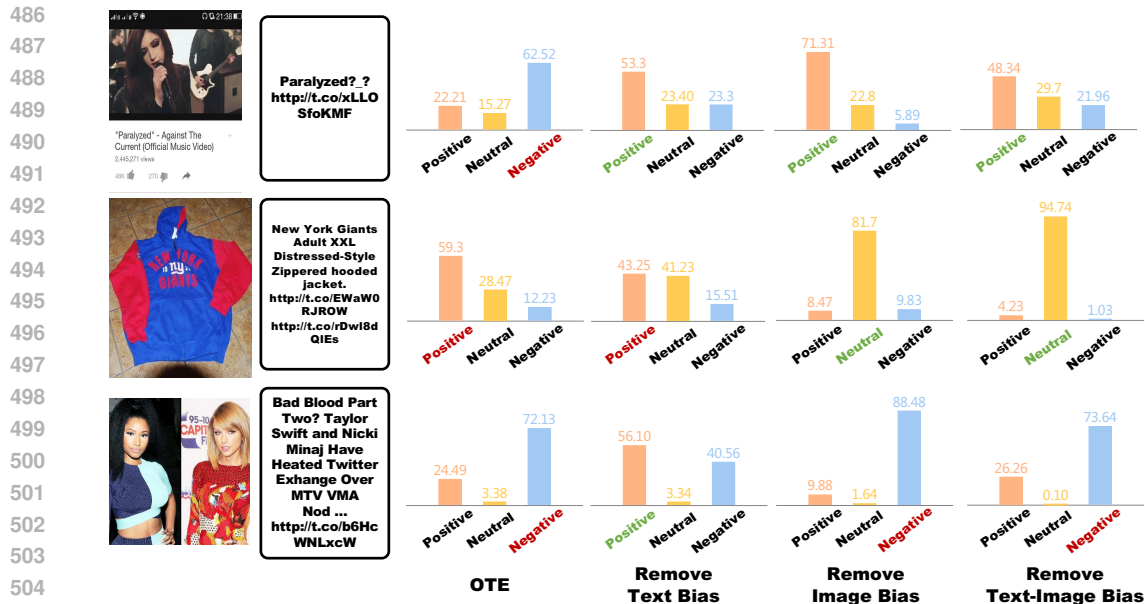 486
487
488
489
490
491
492
493
494
495
496
497
498
499
500
501
502
503
504
21:38
"Paralyzed" - Against The
Current (Official Music Video)
2,445,271 views
48K 270
Paralyzed?_?
http://t.co/xLLO
SfoKMF
22.21 15.27 62.52
Positive Neutral Negative
53.3 23.40 23.3
Positive Neutral Negative
71.31 22.8 5.89
Positive Neutral Negative
48.34 29.7 21.96
Positive Neutral Negative
NEW YORK
ny
GIANTS
New York Giants
Adult XXL
Distressed-Style
Zippered hooded
jacket.
http://t.co/EWaW0
RJROW
http://t.co/rDwl8d
QIEs
59.3 28.47 12.23
Positive Neutral Negative
43.25 41.23 15.51
Positive Neutral Negative
8.47 81.7 9.83
Positive Neutral Negative
4.23 94.74 1.03
Positive Neutral Negative
95-10
CAPIT
Bad Blood Part
Two? Taylor
Swift and Nicki
Minaj Have
Heated Twitter
Exhange Over
MTV VMA
Nod ...
http://t.co/b6Hc
WNLxcW
24.49 3.38 72.13
Positive Neutral Negative
56.10 3.34 40.56
Positive Neutral Negative
9.88 1.64 88.48
Positive Neutral Negative
26.26 0.10 73.64
Positive Neutral Negative
OTE
Remove
Text Bias
Remove
Image Bias
Remove
Text-Image Bias